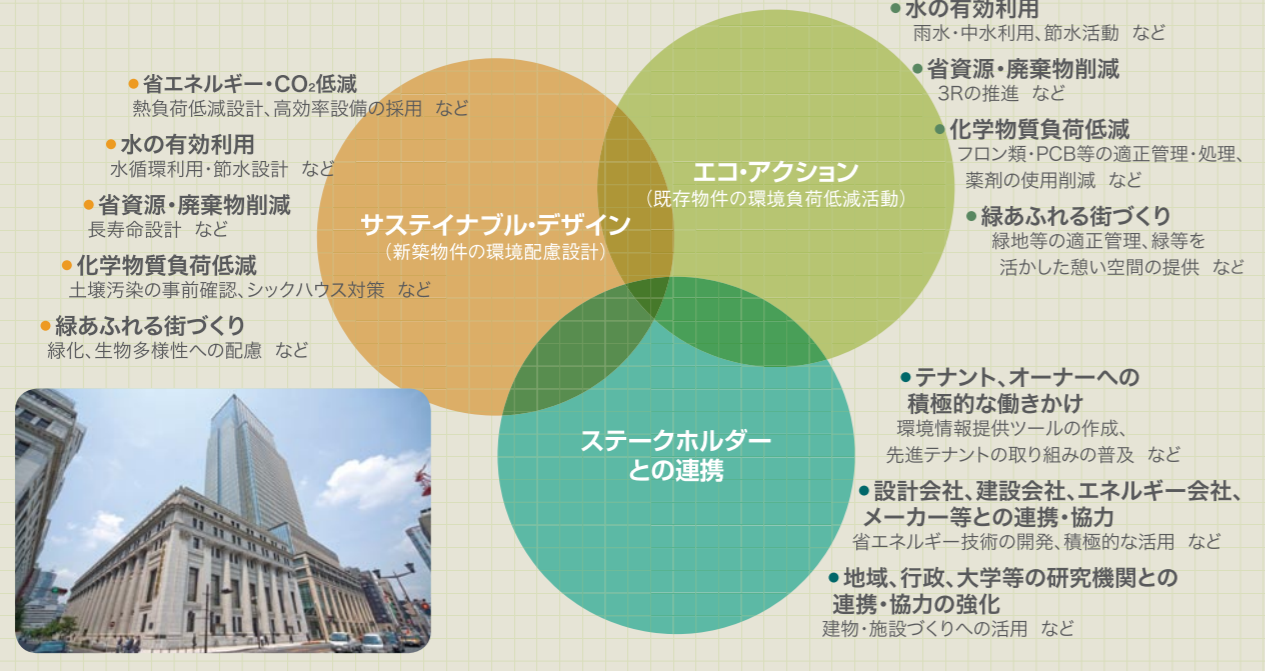 ●省エネルギー・CO₂低減
熱負荷低減設計、高効率設備の採用 など
●水の有効利用
水循環利用・節水設計 など
●省資源・廃棄物削減
長寿命設計 など
●化学物質負荷低減
土壌汚染の事前確認、シックハウス対策 など
●緑あふれる街づくり
緑化、生物多様性への配慮 など
サステイナブル・デザイン
（新築物件の環境配慮設計）
エコ・アクション
（既存物件の環境負荷低減活動）
ステークホルダー
との連携
●水の有効利用
雨水・中水利用、節水活動 など
●省資源・廃棄物削減
3Rの推進 など
●化学物質負荷低減
フロン類・PCB等の適正管理・処理、
薬剤の使用削減 など
●緑あふれる街づくり
緑地等の適正管理、緑等を
活かした憩い空間の提供 など
●テナント、オーナーへの
積極的な働きかけ
環境情報提供ツールの作成、
先進テナントの取り組みの普及 など
●設計会社、建設会社、エネルギー会社、
メーカー等との連携・協力
省エネルギー技術の開発、積極的な活用 など
●地域、行政、大学等の研究機関との
連携・協力の強化
建物・施設づくりへの活用 など